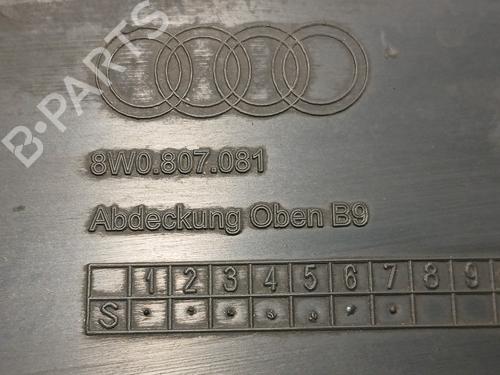 B-PARTS
8W0.807.081
Abdeckung Oben B9
1 2 3 4 5 6 7 8 9
S